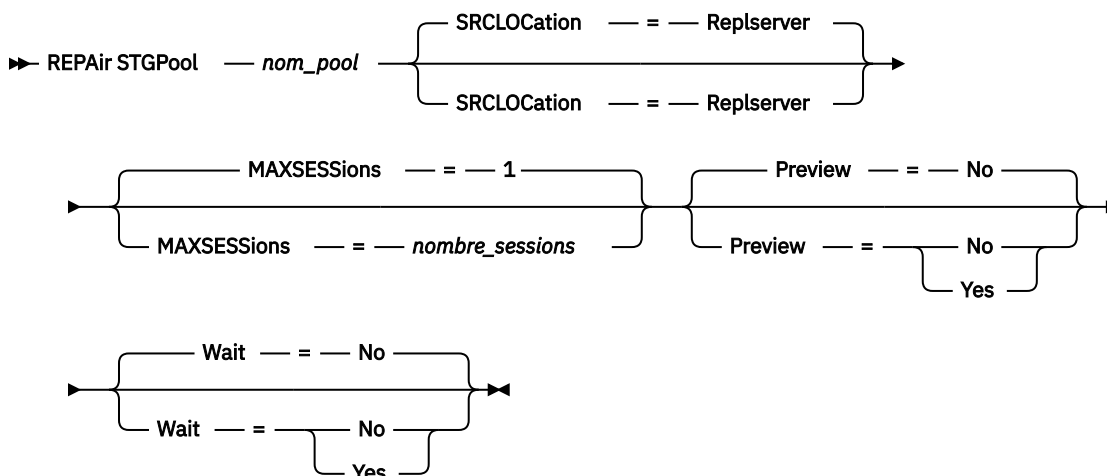 SRCLOCation = Replserver
REPAir STGPool nom_pool
SRCLOCation = Replserver
MAXSESSions = 1 Preview = No
MAXSESSions = nombre_sessions Preview = No
Yes
Wait = No
Wait = No
Yes